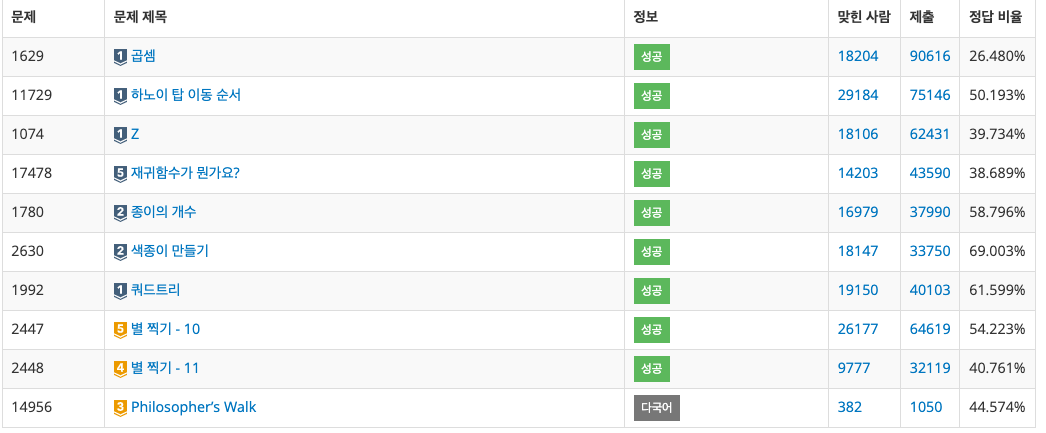 문제 문제 제목 정보 맞힌 사람 제출 정답 비율
1629 1 곱셈 성공 18204 90616 26.480%
11729 1 하노이 탑 이동 순서 성공 29184 75146 50.193%
1074 1 Z 성공 18106 62431 39.734%
17478 5 재귀함수가 뭔가요? 성공 14203 43590 38.689%
1780 2 종이의 개수 성공 16979 37990 58.796%
2630 2 색종이 만들기 성공 18147 33750 69.003%
1992 1 쿼드트리 성공 19150 40103 61.599%
2447 5 별 찍기 - 10 성공 26177 64619 54.223%
2448 4 별 찍기 - 11 성공 9777 32119 40.761%
14956 3 Philosopher’s Walk 다국어 382 1050 44.574%